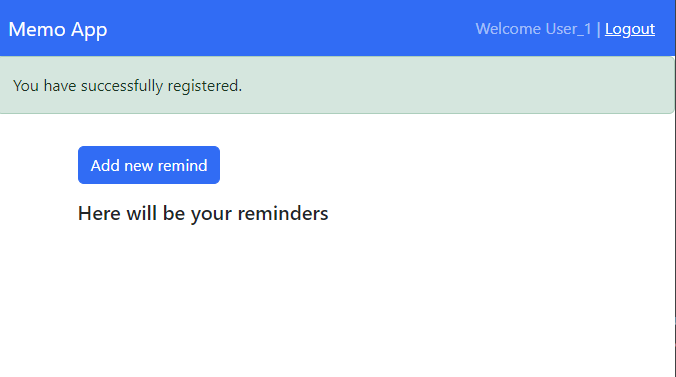 Memo App Welcome User_1 | Logout
You have successfully registered.
Add new remind
Here will be your reminders